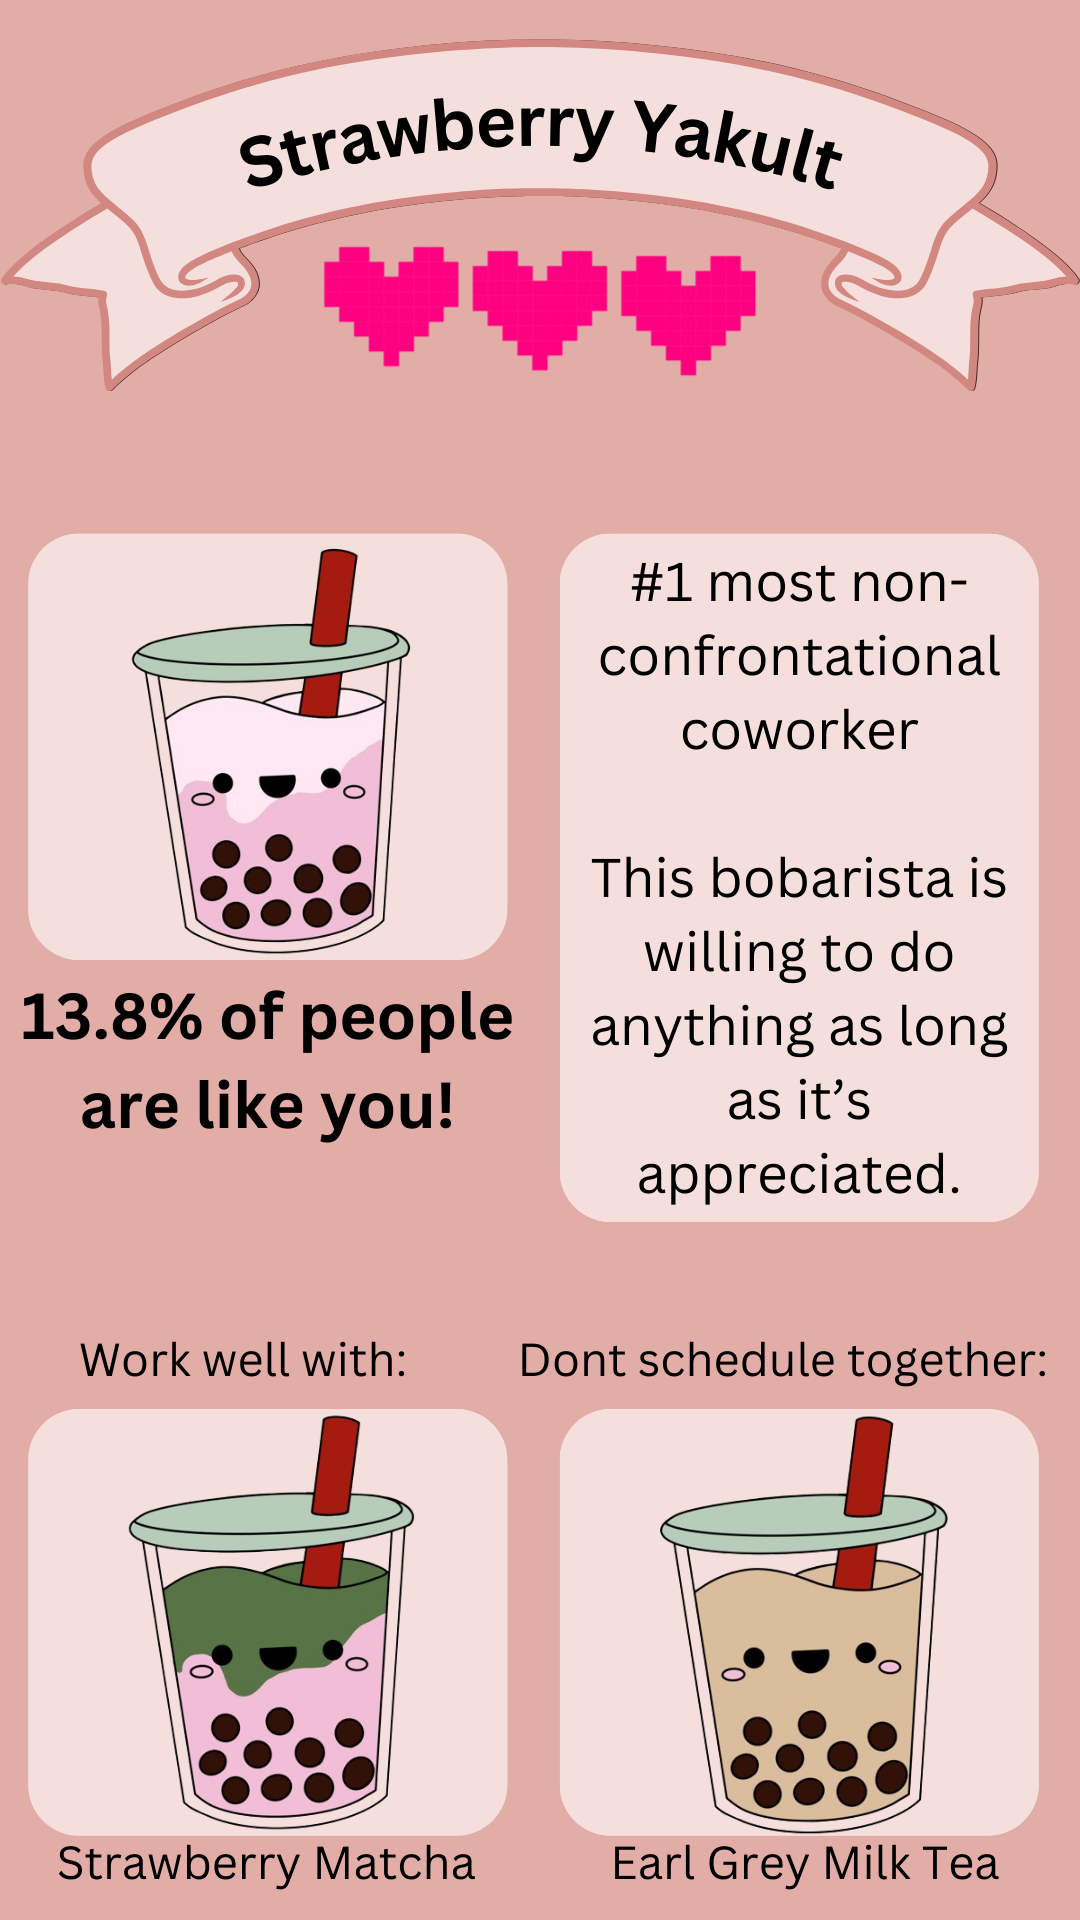 Strawberry Yakult
#1 most non-
confrontational
coworker
This bobarista is
willing to do
anything as long
as it’s
appreciated.
13.8% of people
are like you!
Work well with:
Dont schedule together:
Strawberry Matcha
Earl Grey Milk Tea